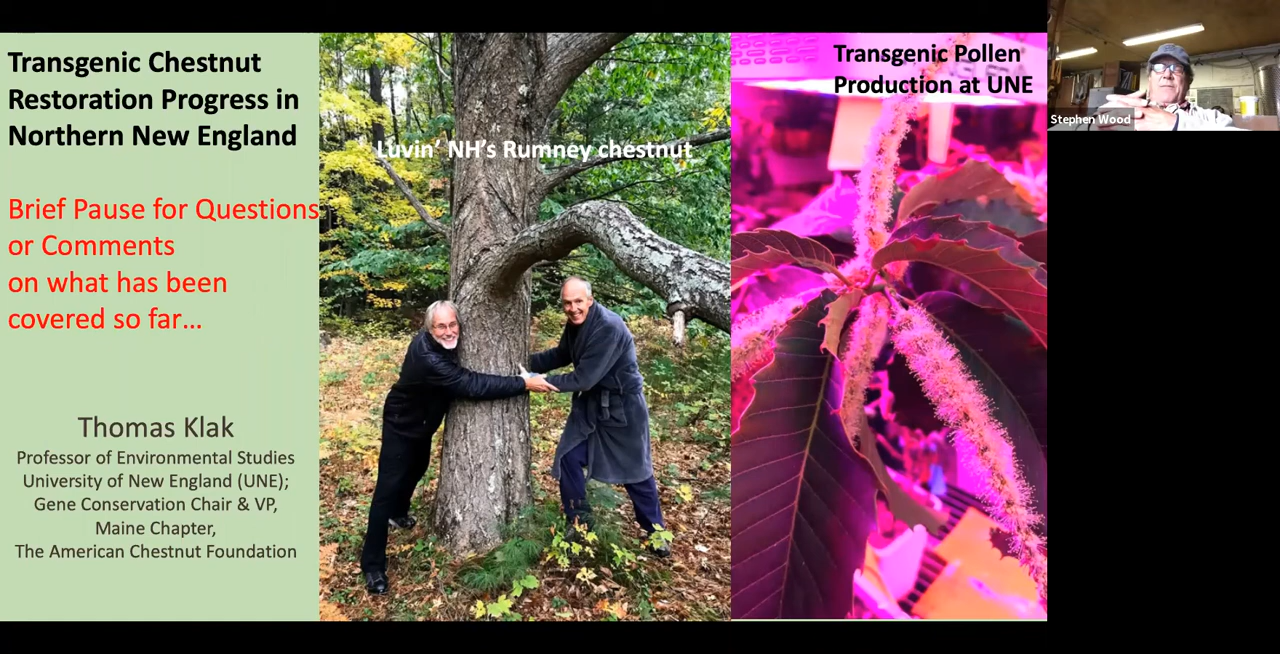 Transgenic Chestnut
Restoration Progress in
Northern New England
Brief Pause for Questions
or Comments
on what has been
covered so far...
Thomas Klak
Professor of Environmental Studies
University of New England (UNE);
Gene Conservation Chair & VP,
Maine Chapter,
The American Chestnut Foundation
Luvin’ NH’s Rumney chestnut
Transgenic Pollen
Production at UNE
Stephen Wood